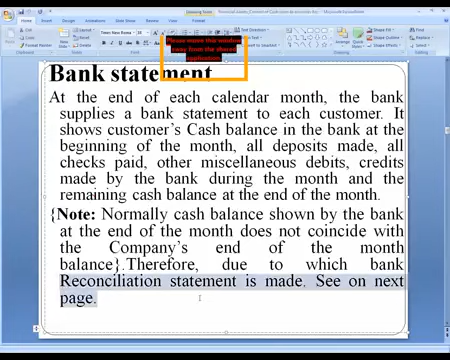 Please move this window
away from the shared
application.
Bank statement
At the end of each calendar month, the bank
supplies a bank statement to each customer. It
shows customer's Cash balance in the bank at the
beginning of the month, all deposits made, all
checks paid, other miscellaneous debits, credits
made by the bank during the month and the
remaining cash balance at the end of the month.
{Note: Normally cash balance shown by the bank
at the end of the month does not coincide with
the Company's end of the month
balance}.Therefore, due to which bank
Reconciliation statement is made. See on next
page.